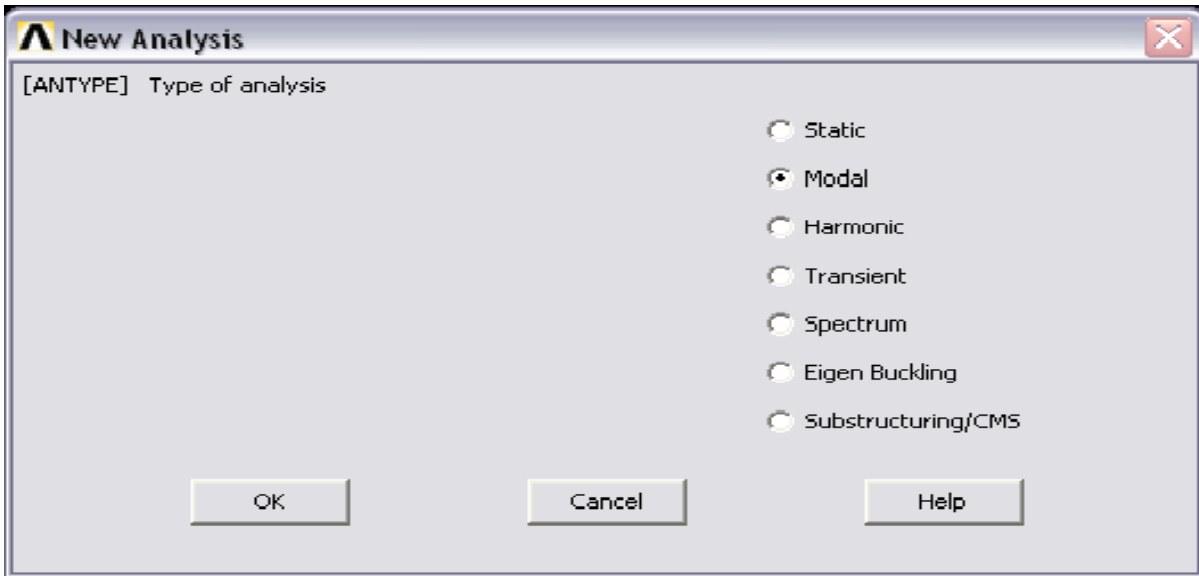 New Analysis
[ANTYPE] Type of analysis
Static
Modal
Harmonic
Transient
Spectrum
Eigen Buckling
Substructuring/CMS
OK Cancel Help